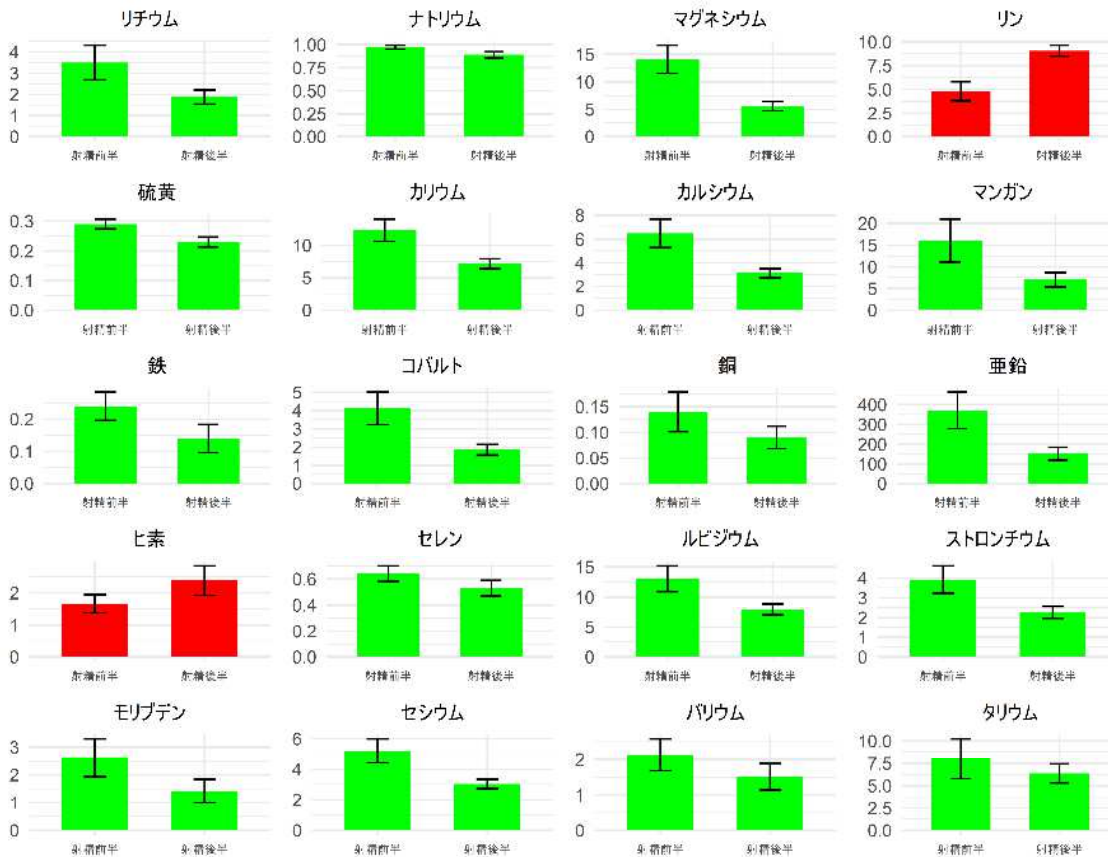 リチウム ナトリウム マグネシウム リン
4 3 2 1 0
1.00 0.75 0.50 0.25 0.00
15 10 5 0
10.0 7.5 5.0 2.5 0.0
射精前半 射精後半 射精前半 射精後半 射精前半 射精後半 射精前半 射精後半
硫黄 カリウム カルシウム マンガン
0.3 0.2 0.1 0.0
10 5 0
8 6 4 2 0
20 15 10 5 0
射精前半 射精後半 射精前半 射精後半 射精前半 射精後半 射精前半 射精後半
鉄 コバルト 銅 亜鉛
0.2 0.1 0.0
5 4 3 2 1 0
0.15 0.10 0.05 0.00
400 300 200 100 0
射精前半 射精後半 射精前半 射精後半 射精前半 射精後半 射精前半 射精後半
ヒ素 セレン ルビジウム ストロンチウム
2 1 0
0.6 0.4 0.2 0.0
15 10 5 0
4 3 2 1 0
射精前半 射精後半 射精前半 射精後半 射精前半 射精後半 射精前半 射精後半
モリブデン セシウム バリウム タリウム
3 2 1 0
6 4 2 0
2 1 0
10.0 7.5 5.0 2.5 0.0
射精前半 射精後半 射精前半 射精後半 射精前半 射精後半 射精前半 射精後半